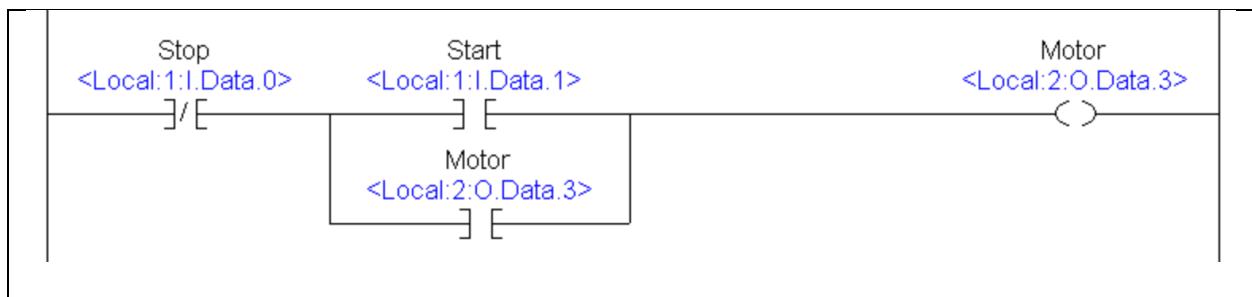 Stop
<Local:1:I.Data.0>
Start
<Local:1:I.Data.1>
Motor
<Local:2:O.Data.3>
Motor
<Local:2:O.Data.3>